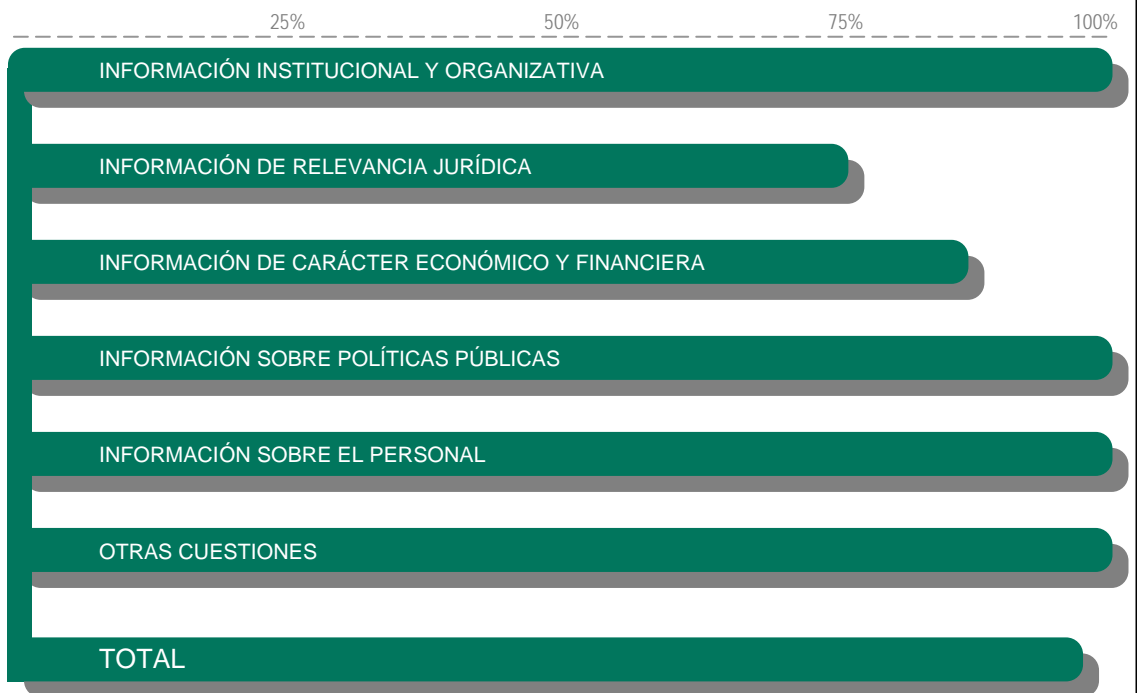 25% 50% 75% 100%
INFORMACIÓN INSTITUCIONAL Y ORGANIZATIVA
INFORMACIÓN DE RELEVANCIA JURÍDICA
INFORMACIÓN DE CARÁCTER ECONÓMICO Y FINANCIERA
INFORMACIÓN SOBRE POLÍTICAS PÚBLICAS
INFORMACIÓN SOBRE EL PERSONAL
OTRAS CUESTIONES
TOTAL